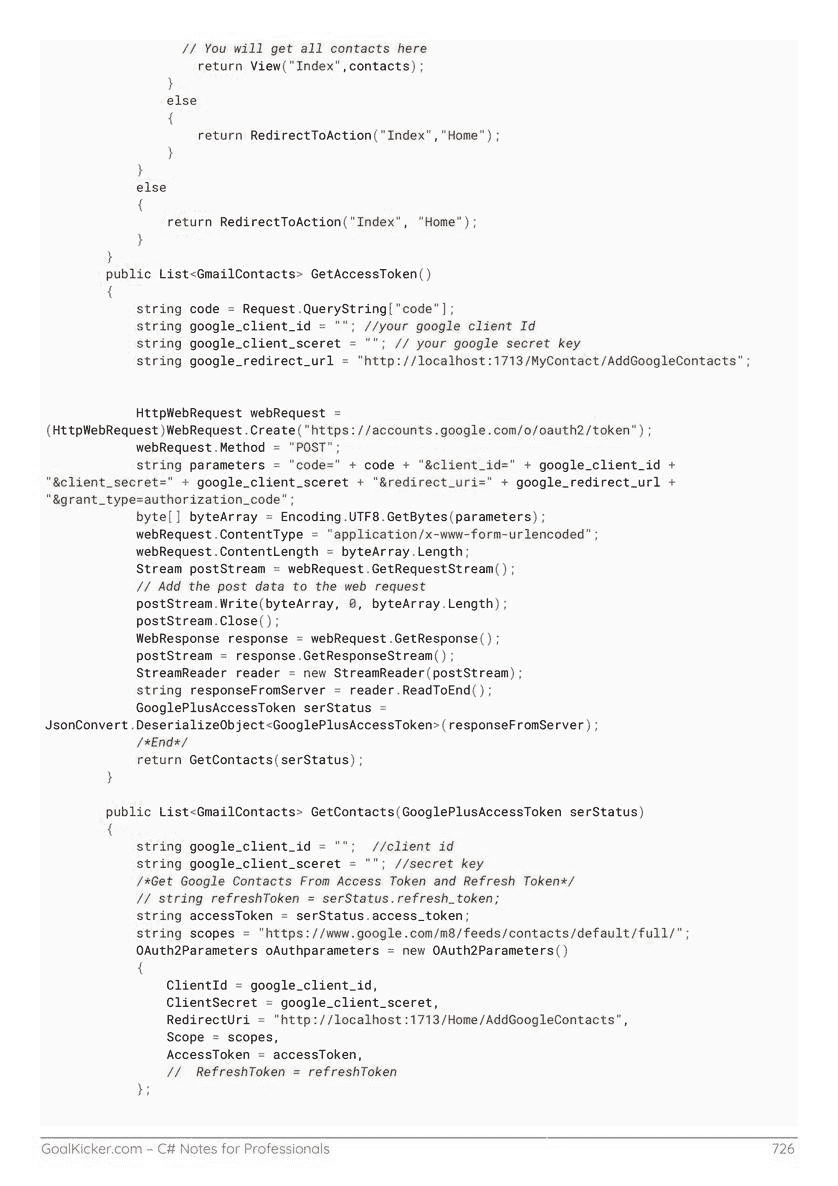 // You will get all contacts here
return View("Index",contacts);
}
else
{
return RedirectToAction("Index","Home");
}
}
else
{
return RedirectToAction("Index", "Home");
}
}
public List<GmailContacts> GetAccessToken()
{
string code = Request.QueryString["code"];
string google_client_id = ""; //your google client Id
string google_client_sceret = ""; // your google secret key
string google_redirect_url = "http://localhost:1713/MyContact/AddGoogleContacts";
HttpWebRequest webRequest =
(HttpWebRequest)WebRequest.Create("https://accounts.google.com/o/oauth2/token");
webRequest.Method = "POST";
string parameters = "code=" + code + "&client_id=" + google_client_id +
"&client_secret=" + google_client_sceret + "&redirect_uri=" + google_redirect_url +
"&grant_type=authorization_code";
byte[] byteArray = Encoding.UTF8.GetBytes(parameters);
webRequest.ContentType = "application/x-www-form-urlencoded";
webRequest.ContentLength = byteArray.Length;
Stream postStream = webRequest.GetRequestStream();
// Add the post data to the web request
postStream.Write(byteArray, 0, byteArray.Length);
postStream.Close();
WebResponse response = webRequest.GetResponse();
postStream = response.GetResponseStream();
StreamReader reader = new StreamReader(postStream);
string responseFromServer = reader.ReadToEnd();
GooglePlusAccessToken serStatus =
JsonConvert.DeserializeObject<GooglePlusAccessToken>(responseFromServer);
/*End*/
return GetContacts(serStatus);
}
public List<GmailContacts> GetContacts(GooglePlusAccessToken serStatus)
{
string google_client_id = "";  //client id
string google_client_sceret = ""; //secret key
/*Get Google Contacts From Access Token and Refresh Token*/
// string refreshToken = serStatus.refresh_token;
string accessToken = serStatus.access_token;
string scopes = "https://www.google.com/m8/feeds/contacts/default/full/";
OAuth2Parameters oAuthparameters = new OAuth2Parameters()
{
ClientId = google_client_id,
ClientSecret = google_client_sceret,
RedirectUri = "http://localhost:1713/Home/AddGoogleContacts",
Scope = scopes,
AccessToken = accessToken,
//  RefreshToken = refreshToken
};
GoalKicker.com – C# Notes for Professionals
726